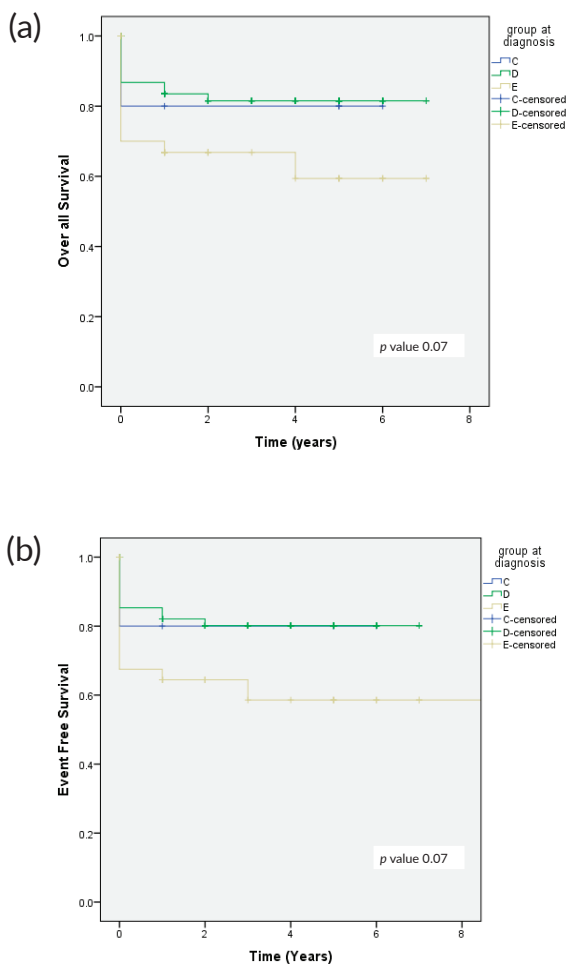 (a)
group at
diagnosis
C
D
E
C-censored
D-censored
E-censored
1.0
0.8
0.6
0.4
0.2
0.0
Over all Survival
p value 0.07
0 2 4 6 8
Time (years)
(b)
group at
diagnosis
C
D
E
C-censored
D-censored
E-censored
1.0
0.8
0.6
0.4
0.2
0.0
Event Free Survival
p value 0.07
0 2 4 6 8
Time (Years)